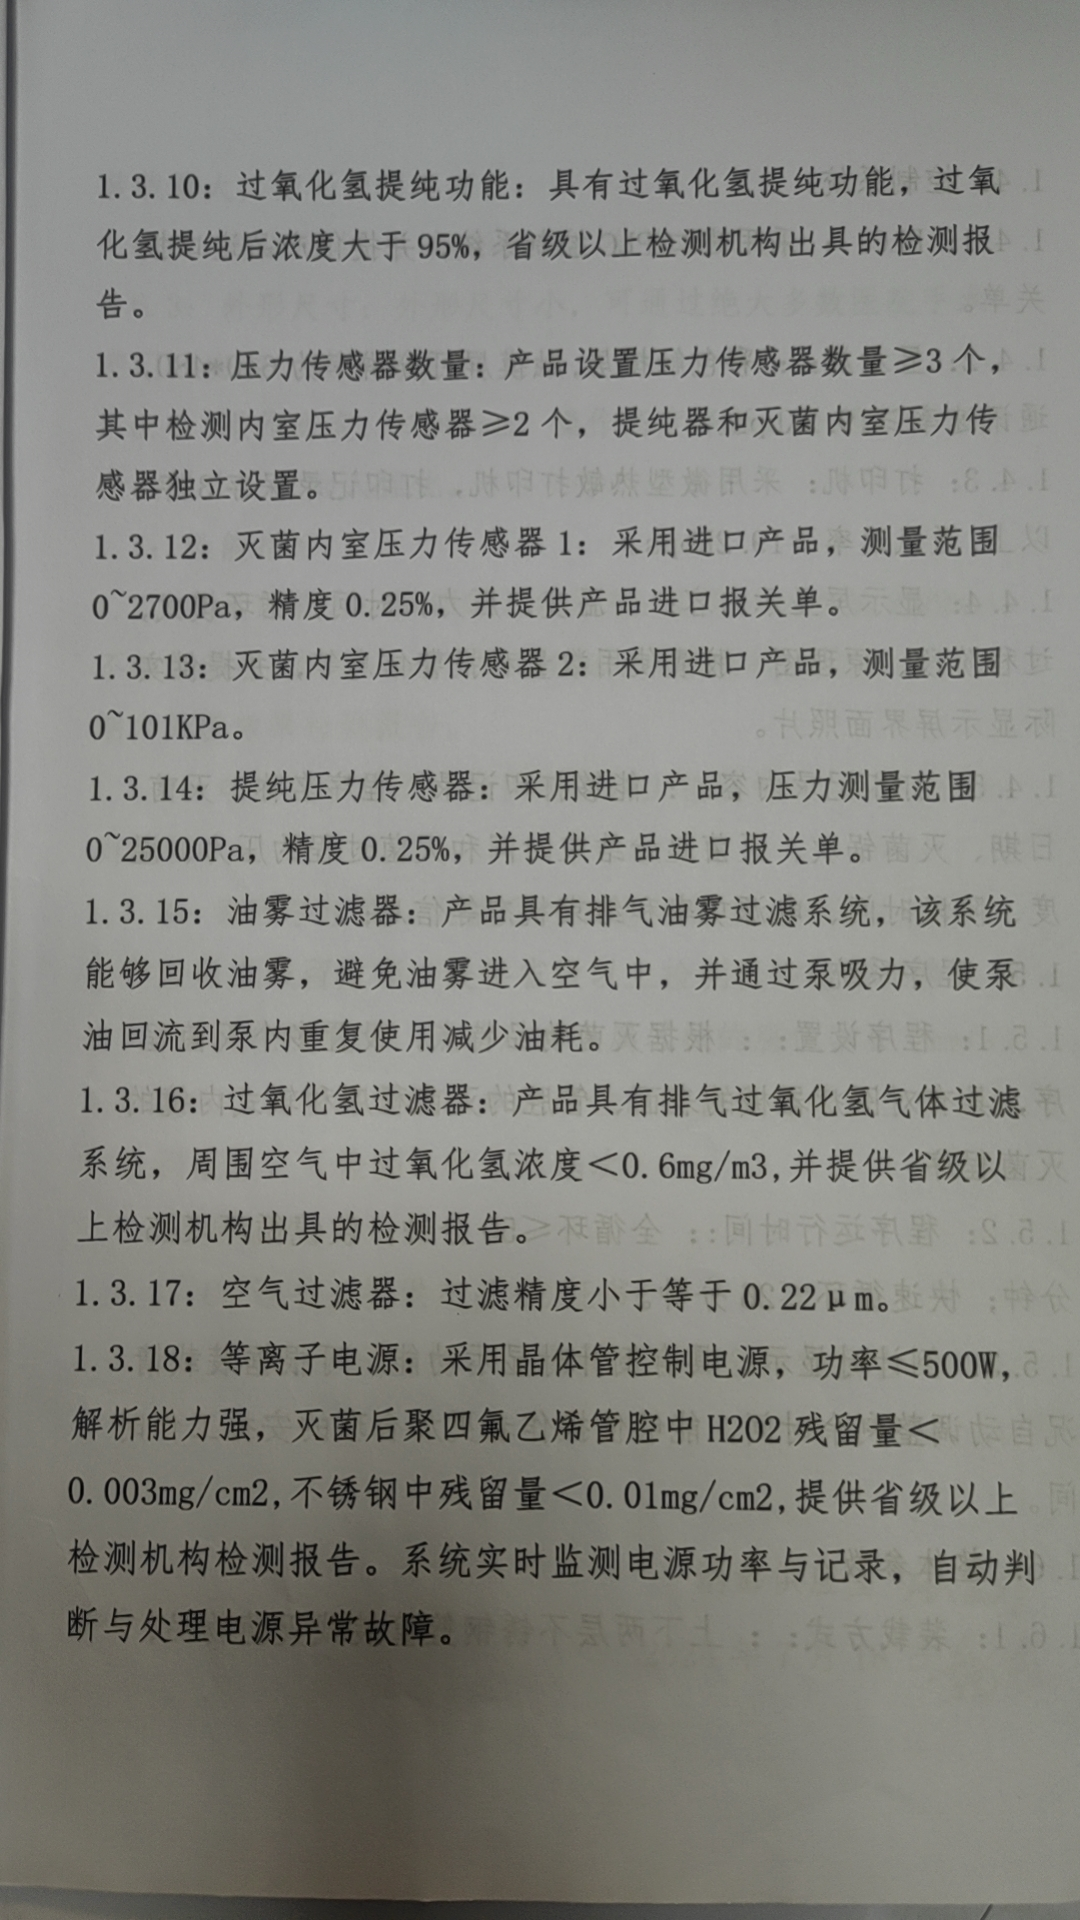 1.3.10：过氧化氢提纯功能：具有过氧化氢提纯功能，过氧
化氢提纯后浓度大于 95%，省级以上检测机构出具的检测报
告。
1.3.11：压力传感器数量：产品设置压力传感器数量≥3 个，
其中检测内室压力传感器≥2 个，提纯器和灭菌内室压力传
感器独立设置。
1.3.12：灭菌内室压力传感器 1：采用进口产品，测量范围
0~2700Pa，精度 0.25%，并提供产品进口报关单。
1.3.13：灭菌内室压力传感器 2：采用进口产品，测量范围
0~101KPa。
1.3.14：提纯压力传感器：采用进口产品，压力测量范围
0~25000Pa，精度 0.25%，并提供产品进口报关单。
1.3.15：油雾过滤器：产品具有排气油雾过滤系统，该系统
能够回收油雾，避免油雾进入空气中，并通过泵吸力，使泵
油回流到泵内重复使用减少油耗。
1.3.16：过氧化氢过滤器：产品具有排气过氧化氢气体过滤
系统，周围空气中过氧化氢浓度＜0.6mg/m3,并提供省级以
上检测机构出具的检测报告。
1.3.17：空气过滤器：过滤精度小于等于 0.22μm。
1.3.18：等离子电源：采用晶体管控制电源，功率≤500W，
解析能力强，灭菌后聚四氟乙烯管腔中 H2O2 残留量＜
0.003mg/cm2,不锈钢中残留量＜0.01mg/cm2,提供省级以上
检测机构检测报告。系统实时监测电源功率与记录，自动判
断与处理电源异常故障。